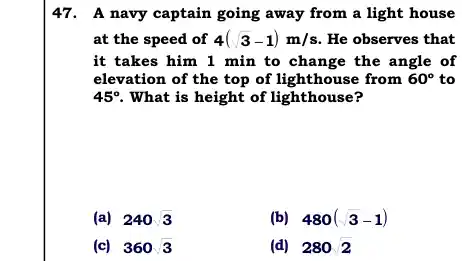 47. A navy captain going away from a light house
at the speed of 4(√3 – 1) m/s. He observes that
it takes him 1 min to change the angle of
elevation of the top of lighthouse from 60º to
45º. What is height of lighthouse?
(a) 240√3 (b) 480(√3 – 1)
(c) 360√3 (d) 280√2